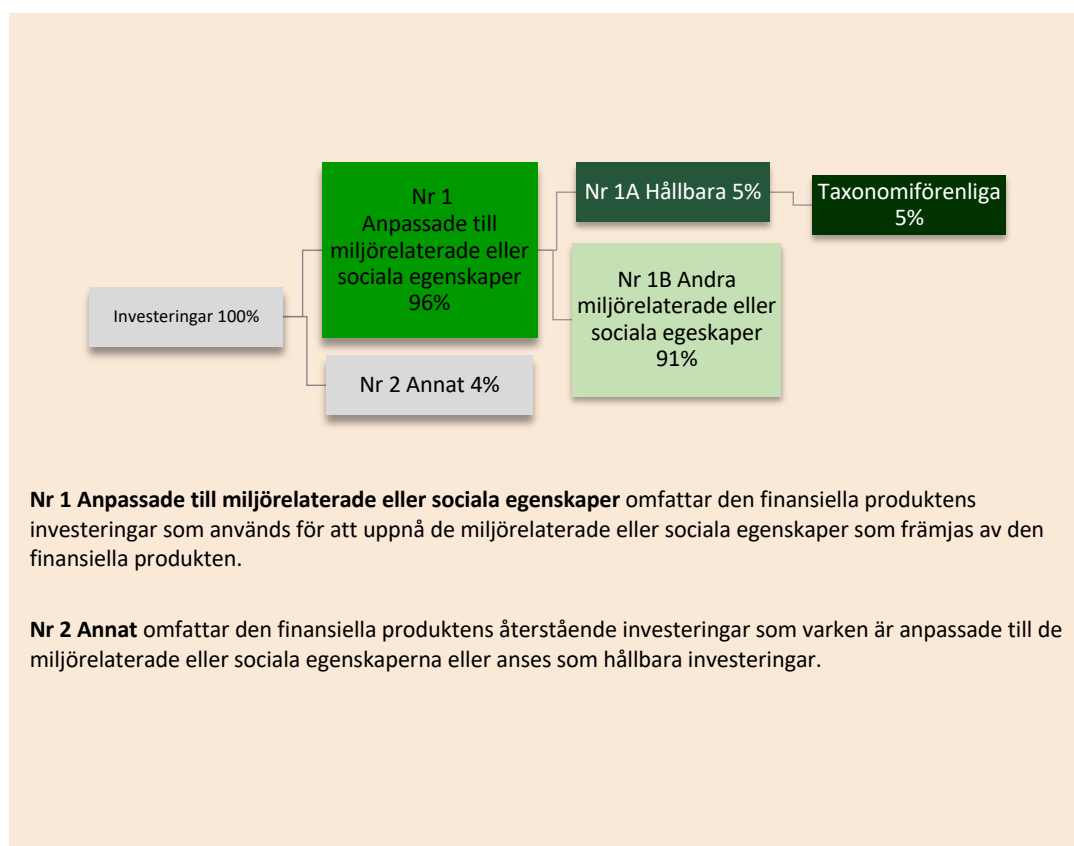 Investeringar 100%
Nr 1
Anpassade till
miljörelaterade eller
sociala egenskaper
96%
Nr 2 Annat 4%
Nr 1A Hållbara 5%
Nr 1B Andra
miljörelaterade eller
sociala egeskaper
91%
Taxonomiförenliga
5%
Nr 1 Anpassade till miljörelaterade eller sociala egenskaper omfattar den finansiella produktens
investeringar som används för att uppnå de miljörelaterade eller sociala egenskaper som främjas av den
finansiella produkten.
Nr 2 Annat omfattar den finansiella produktens återstående investeringar som varken är anpassade till de
miljörelaterade eller sociala egenskaperna eller anses som hållbara investeringar.